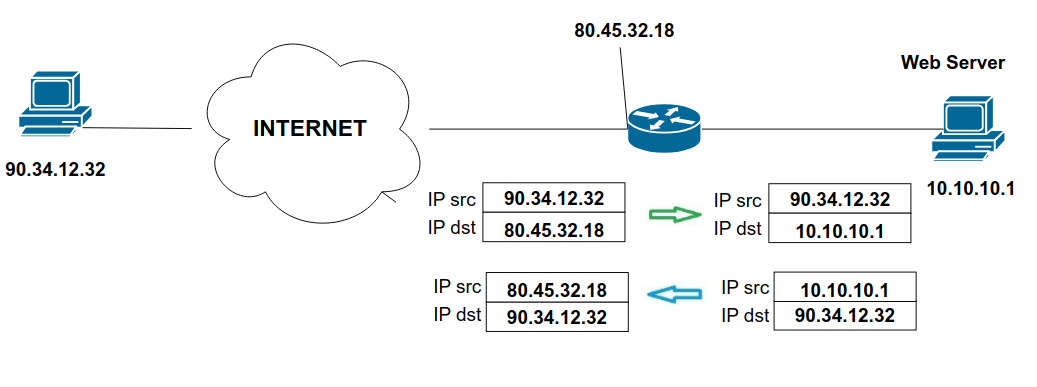 80.45.32.18
Web Server
INTERNET
90.34.12.32
10.10.10.1
IP src 90.34.12.32
IP dst 80.45.32.18
IP src 90.34.12.32
IP dst 10.10.10.1
IP src 80.45.32.18
IP dst 90.34.12.32
IP src 10.10.10.1
IP dst 90.34.12.32